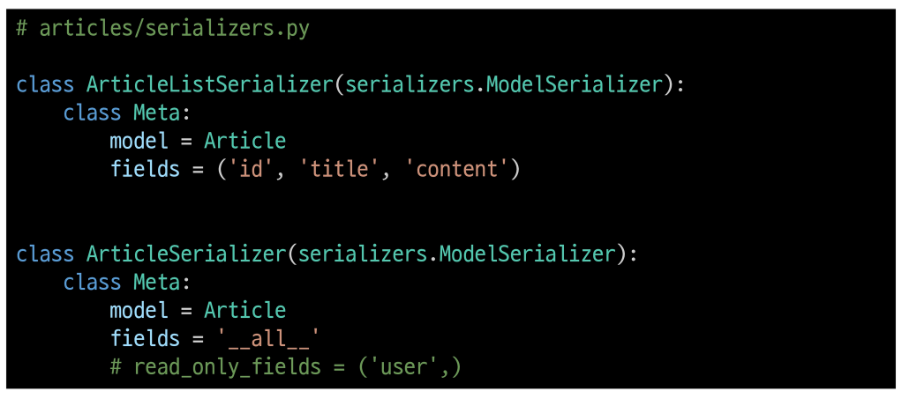 # articles/serializers.py
class ArticleListSerializer(serializers.ModelSerializer):
    class Meta:
        model = Article
        fields = ('id', 'title', 'content')
class ArticleSerializer(serializers.ModelSerializer):
    class Meta:
        model = Article
        fields = '__all__'
        # read_only_fields = ('user',)